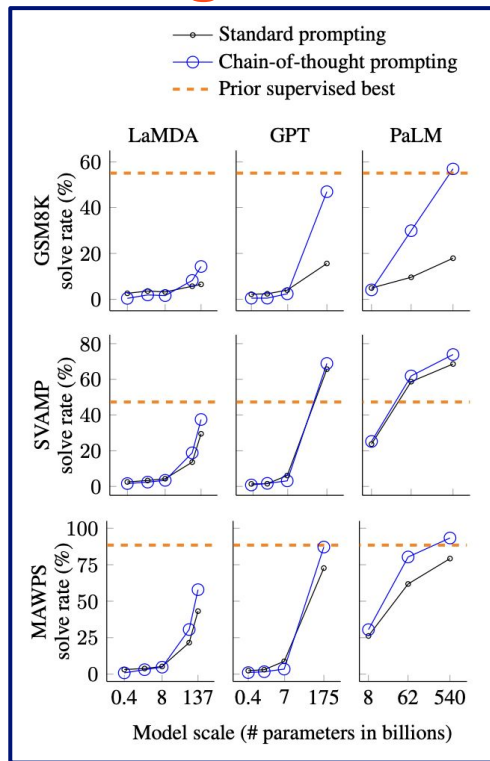 Standard prompting
Chain-of-thought prompting
Prior supervised best
LaMDA GPT PaLM
GSM8K
solve rate (%)
60
40
20
0
SVAMP
solve rate (%)
80
60
40
20
0
MAWPS
solve rate (%)
100
75
50
25
0
0.4 8 137 0.4 7 175 8 62 540
Model scale (# parameters in billions)